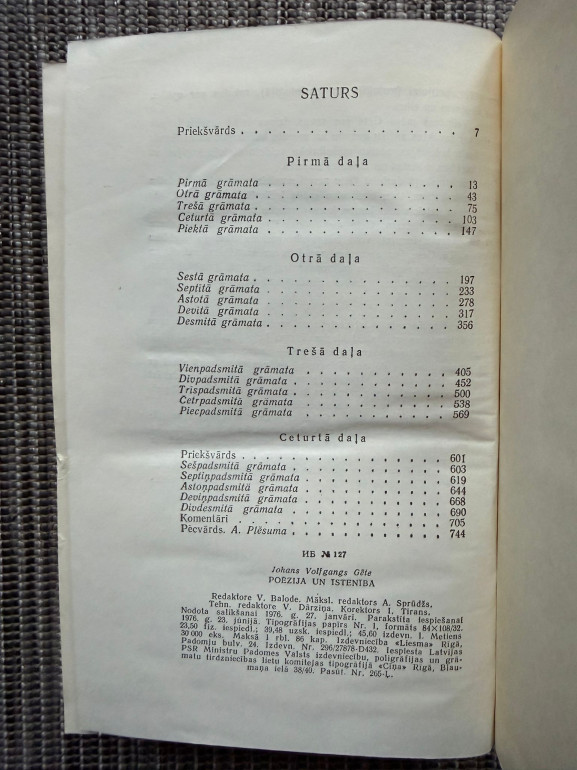 SATURS
Priekšvārds . . . . . . . . . . . . . . . 7
Pirmā daļa
Pirmā grāmata . . . . . . . . . . . . . . 13
Otrā grāmata . . . . . . . . . . . . . . 43
Trešā grāmata . . . . . . . . . . . . . . 75
Ceturtā grāmata . . . . . . . . . . . . . 103
Piektā grāmata . . . . . . . . . . . . . 147
Otrā daļa
Sestā grāmata . . . . . . . . . . . . . . 197
Septītā grāmata . . . . . . . . . . . . . 233
Astotā grāmata . . . . . . . . . . . . . 278
Devītā grāmata . . . . . . . . . . . . . 317
Desmitā grāmata . . . . . . . . . . . . . 356
Trešā daļa
Vienpadsmitā grāmata . . . . . . . . . . . 405
Divpadsmitā grāmata . . . . . . . . . . . 452
Trispadsmitā grāmata . . . . . . . . . . . 500
Četrpadsmitā grāmata . . . . . . . . . . . 538
Piecpadsmitā grāmata . . . . . . . . . . . 569
Ceturtā daļa
Priekšvārds . . . . . . . . . . . . . . . 601
Sešpadsmitā grāmata . . . . . . . . . . . 603
Septiņpadsmitā grāmata . . . . . . . . . . 619
Astoņpadsmitā grāmata . . . . . . . . . . 644
Deviņpadsmitā grāmata . . . . . . . . . . 668
Divdesmitā grāmata . . . . . . . . . . . . 690
Komentāri . . . . . . . . . . . . . . . . 705
Pēcvārds. A. Plēsuma . . . . . . . . . . . 744
ИБ № 127
Johans Volfgangs Gēte
POĒZIJA UN ĪSTENĪBA
Redaktore V. Balode. Māksl. redaktors A. Sprūdžs.
Tehn. redaktore V. Dārziņa. Korektors I. Tirans.
Nodota salikšanai 1976. g. 27. janvārī. Parakstīta iespiešanai
1976. g. 23. jūnijā. Tipogrāfijas papīrs Nr. 1, formāts 84×108/32.
23,50 fiz. iespiedl.; 39,48 uzsk. iespiedl.; 45,60 izdevn. l. Metiens
30 000 eks. Maksā 1 rbl. 86 kap. Izdevniecība «Liesma» Rīgā,
Padomju bulv. 24. Izdevn. Nr. 296/27878-D432. Iespiesta Latvijas
PSR Ministru Padomes Valsts izdevniecību, poligrāfijas un grā-
matu tirdzniecības lietu komitejas tipogrāfijā «Cīņa» Rīgā, Blau-
maņa ielā 38/40. Pasūt. Nr. 265-L.